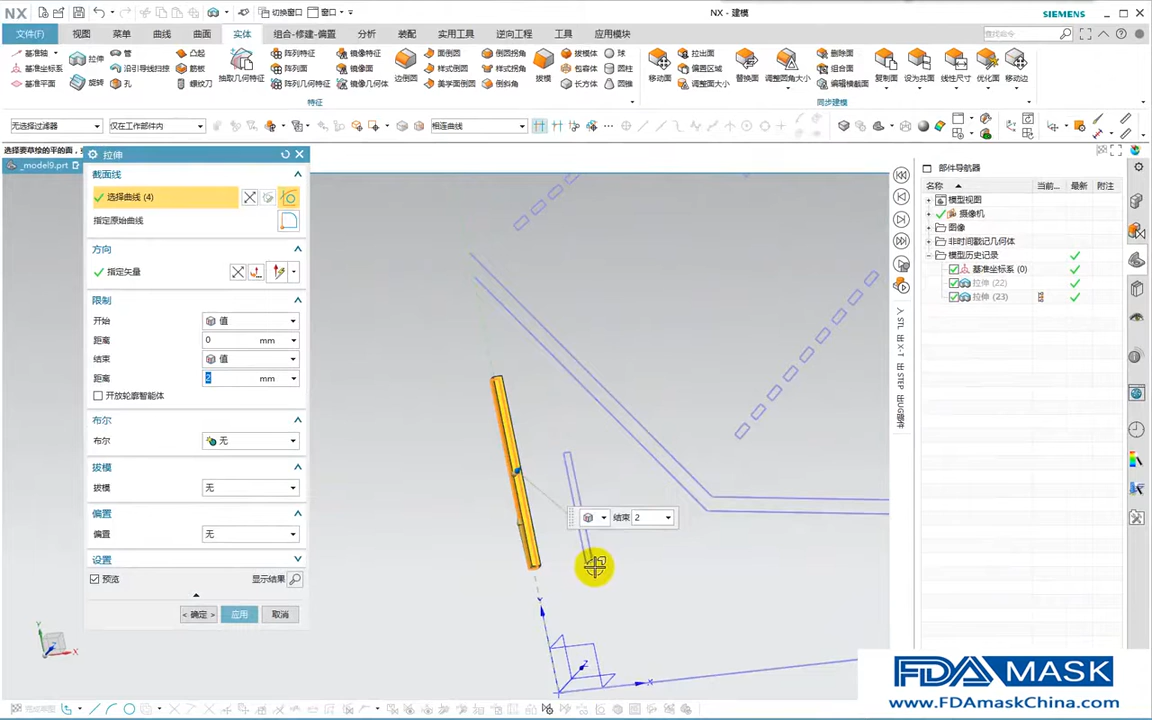 NX
切换窗口
窗口
NX - 建模
SIEMENS
文件(F)
视图
菜单
曲线
曲面
实体
组合-修建-偏置
分析
装配
实用工具
逆向工程
工具
应用模块
查找命令
基准轴
基准坐标系
基准平面
拉伸
旋转
管
沿引导线扫掠
孔
凸起
筋板
螺纹刀
抽取几何特征
阵列特征
阵列面
阵列几何特征
镜像特征
镜像面
镜像几何体
边倒圆
面倒圆
样式倒圆
美学面倒圆
倒圆拐角
样式拐角
倒斜角
拔模
拔模体
包容体
长方体
球
圆柱
圆锥
特征
移动面
拉出面
偏置区域
替换面
调整圆角大小
调整面大小
删除面
组合面
编辑横截面
复制面
设为共面
线性尺寸
优化面
移动边
同步建模
无选择过滤器
仅在工作部件内
相连曲线
选择要草绘的平的面，
_model9.prt
拉伸
截面线
选择曲线 (4)
指定原始曲线
方向
指定矢量
限制
开始
值
距离
0
mm
结束
值
距离
2
mm
开放轮廓智能体
布尔
布尔
无
拔模
拔模
无
偏置
偏置
无
设置
预览
显示结果
< 确定 >
应用
取消
结束 2
部件导航器
名称
当前...
最新
附注
模型视图
摄像机
图像
非时间戳记几何体
模型历史记录
基准坐标系 (0)
拉伸 (22)
拉伸 (23)
Y
Z
X
Y
X
完成草图
FDA MASK
www.FDAmaskChina.com